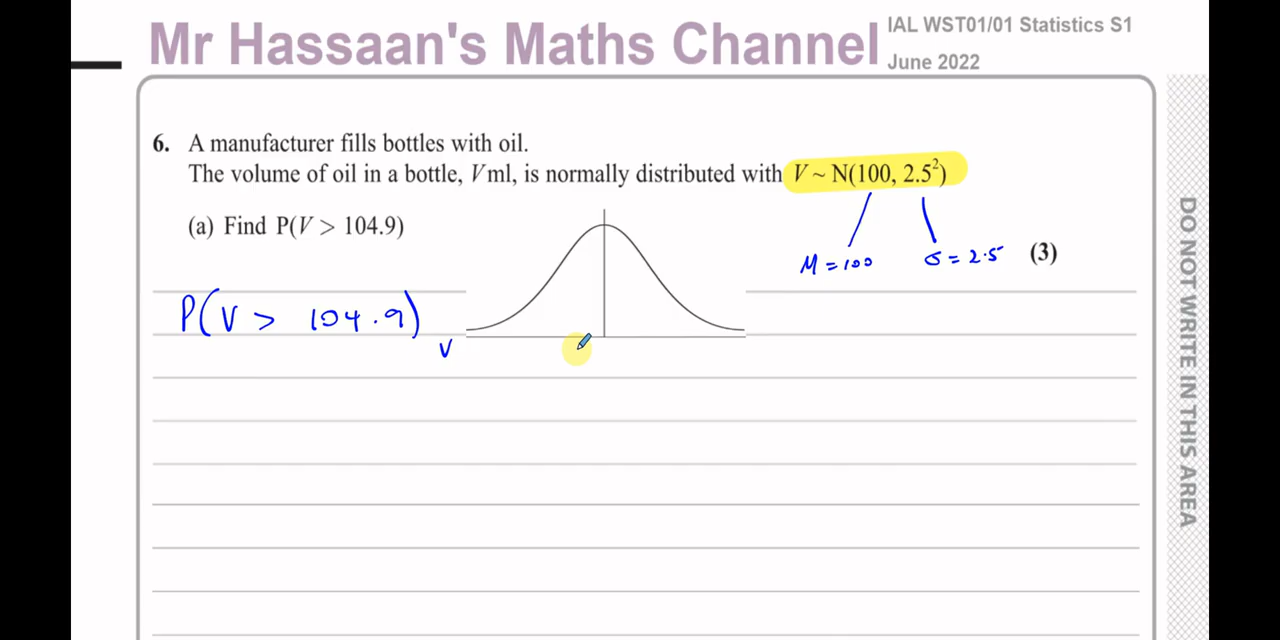 Mr Hassaan's Maths Channel
IAL WST01/01 Statistics S1
June 2022
6. A manufacturer fills bottles with oil.
The volume of oil in a bottle, V ml, is normally distributed with V ~ N(100, 2.5²)
(a) Find P(V > 104.9)
μ = 100
σ = 2.5
(3)
P(V > 104.9)
V
DO NOT WRITE IN THIS AREA